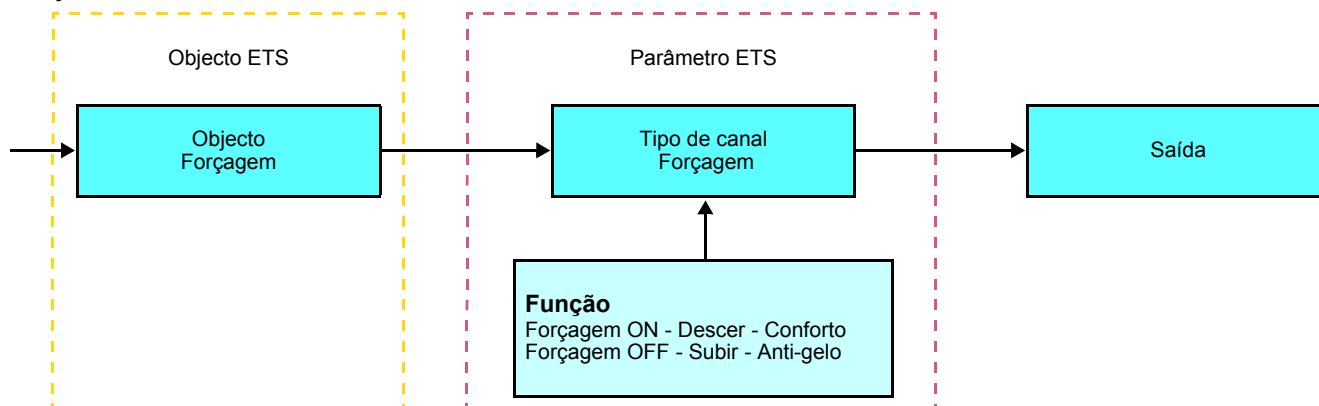 Objecto ETS
Parâmetro ETS
Objecto
Forçagem
Tipo de canal
Forçagem
Saída
Função
Forçagem ON - Descer - Conforto
Forçagem OFF - Subir - Anti-gelo